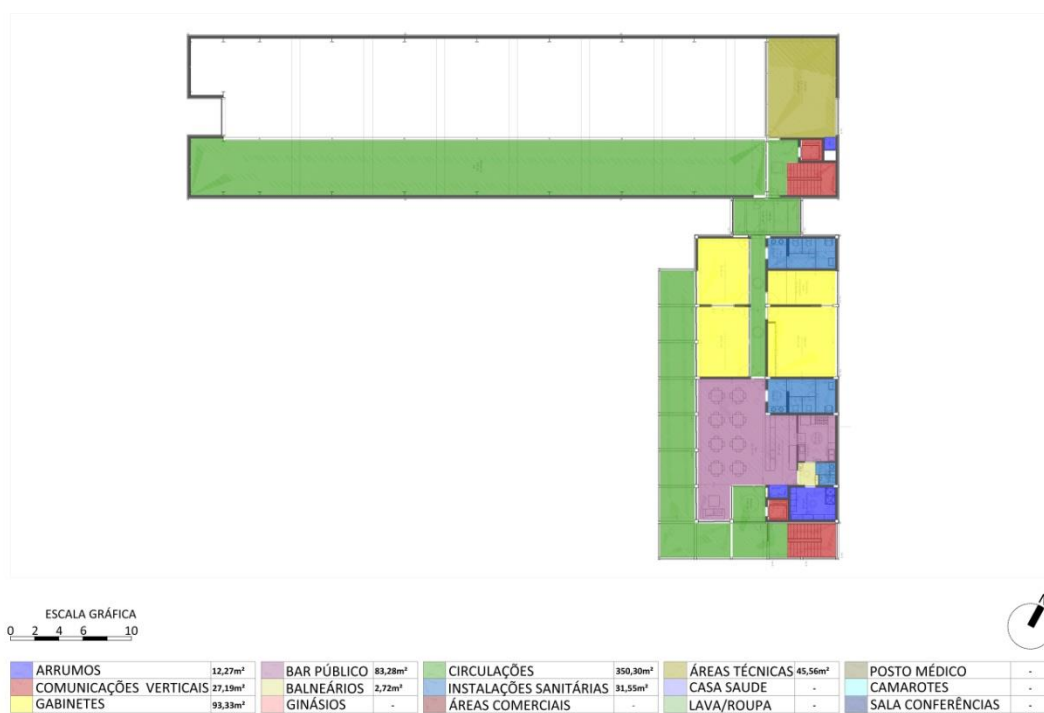 ESCALA GRÁFICA
0 2 4 6 10
N
ARRUMOS 12,27m² BAR PÚBLICO 83,28m² CIRCULAÇÕES 350,30m² ÁREAS TÉCNICAS 45,56m² POSTO MÉDICO -
COMUNICAÇÕES VERTICAIS 27,19m² BALNEÁRIOS 2,72m² INSTALAÇÕES SANITÁRIAS 31,55m² CASA SAUDE - CAMAROTES -
GABINETES 93,33m² GINÁSIOS - ÁREAS COMERCIAIS - LAVA/ROUPA - SALA CONFERÊNCIAS -